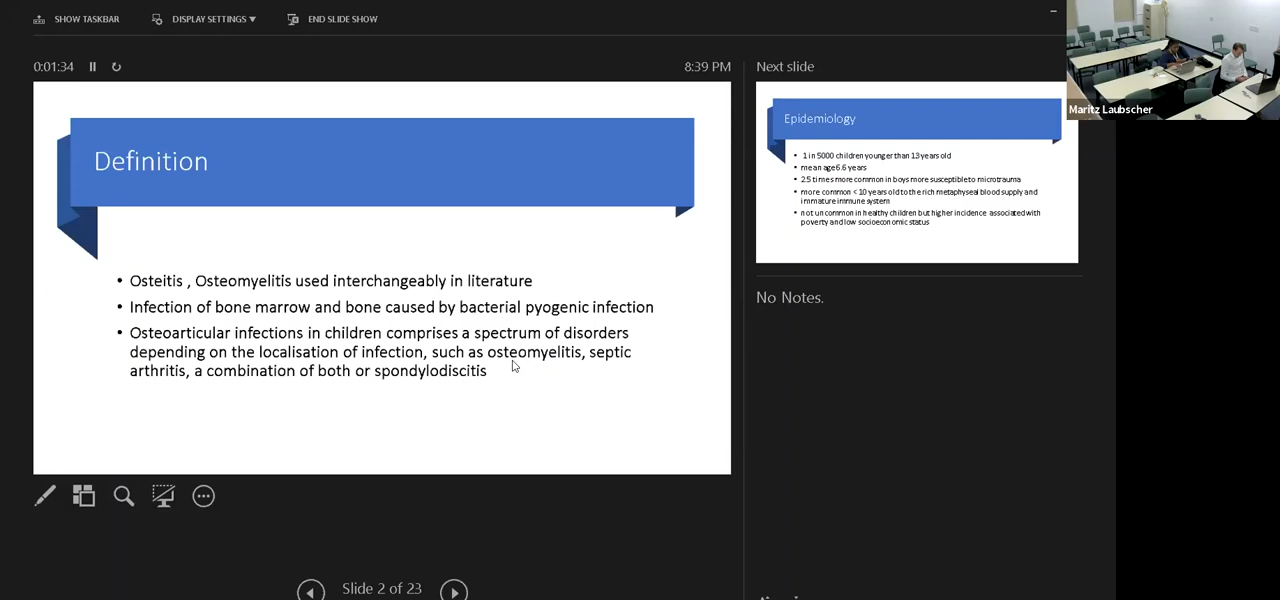 SHOW TASKBAR
DISPLAY SETTINGS ▼
END SLIDE SHOW
0:01:34
8:39 PM
Definition
• Osteitis , Osteomyelitis used interchangeably in literature
• Infection of bone marrow and bone caused by bacterial pyogenic infection
• Osteoarticular infections in children comprises a spectrum of disorders
depending on the localisation of infection, such as osteomyelitis, septic
arthritis, a combination of both or spondylodiscitis
Slide 2 of 23
Next slide
Epidemiology
• 1 in 5000 children younger than 13 years old
• mean age 6.6 years
• 2.5 times more common in boys more susceptible to microtrauma
• more common < 10 years old to the rich metaphyseal blood supply and
immature immune system
• not uncommon in healthy children but higher incidence associated with
poverty and low socioeconomic status
No Notes.
Maritz Laubscher